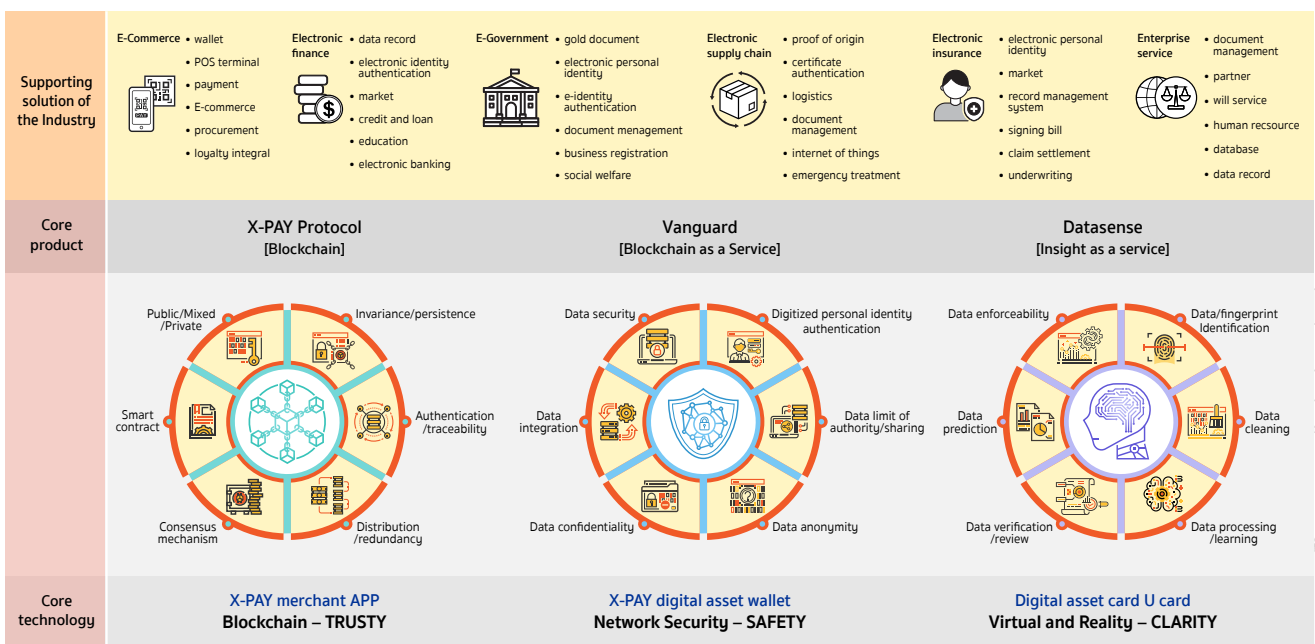 Supporting
solution of
the Industry
E-Commerce
• wallet
• POS terminal
• payment
• E-commerce
• procurement
• loyalty integral
Electronic
finance
• data record
• electronic identity
authentication
• market
• credit and loan
• education
• electronic banking
E-Government
• gold document
• electronic personal
identity
• e-identity
authentication
• document menagement
• business registration
• social welfare
Electronic
supply chain
• proof of origin
• certificate
authentication
• logistics
• document
management
• internet of things
• emergency treatment
Electronic
insurance
• electronic personal
identity
• market
• record management
system
• signing bill
• claim settlement
• underwriting
Enterprise
service
• document
management
• partner
• will service
• human recsource
• database
• data record
Core
product
X-PAY Protocol
[Blockchain]
Vanguard
[Blockchain as a Service]
Datasense
[Insight as a service]
Public/Mixed
/Private
Invariance/persistence
Smart
contract
Authentication
/traceability
Consensus
mechanism
Distribution
/redundancy
Data security
Digitized personal identity
authentication
Data
integration
Data limit of
authority/sharing
Data confidentiality
Data anonymity
Data enforceability
Data/fingerprint
Identification
Data
prediction
Data
cleaning
Data verification
/review
Data processing
/learning
Core
technology
X-PAY merchant APP
Blockchain – TRUSTY
X-PAY digital asset wallet
Network Security – SAFETY
Digital asset card U card
Virtual and Reality – CLARITY